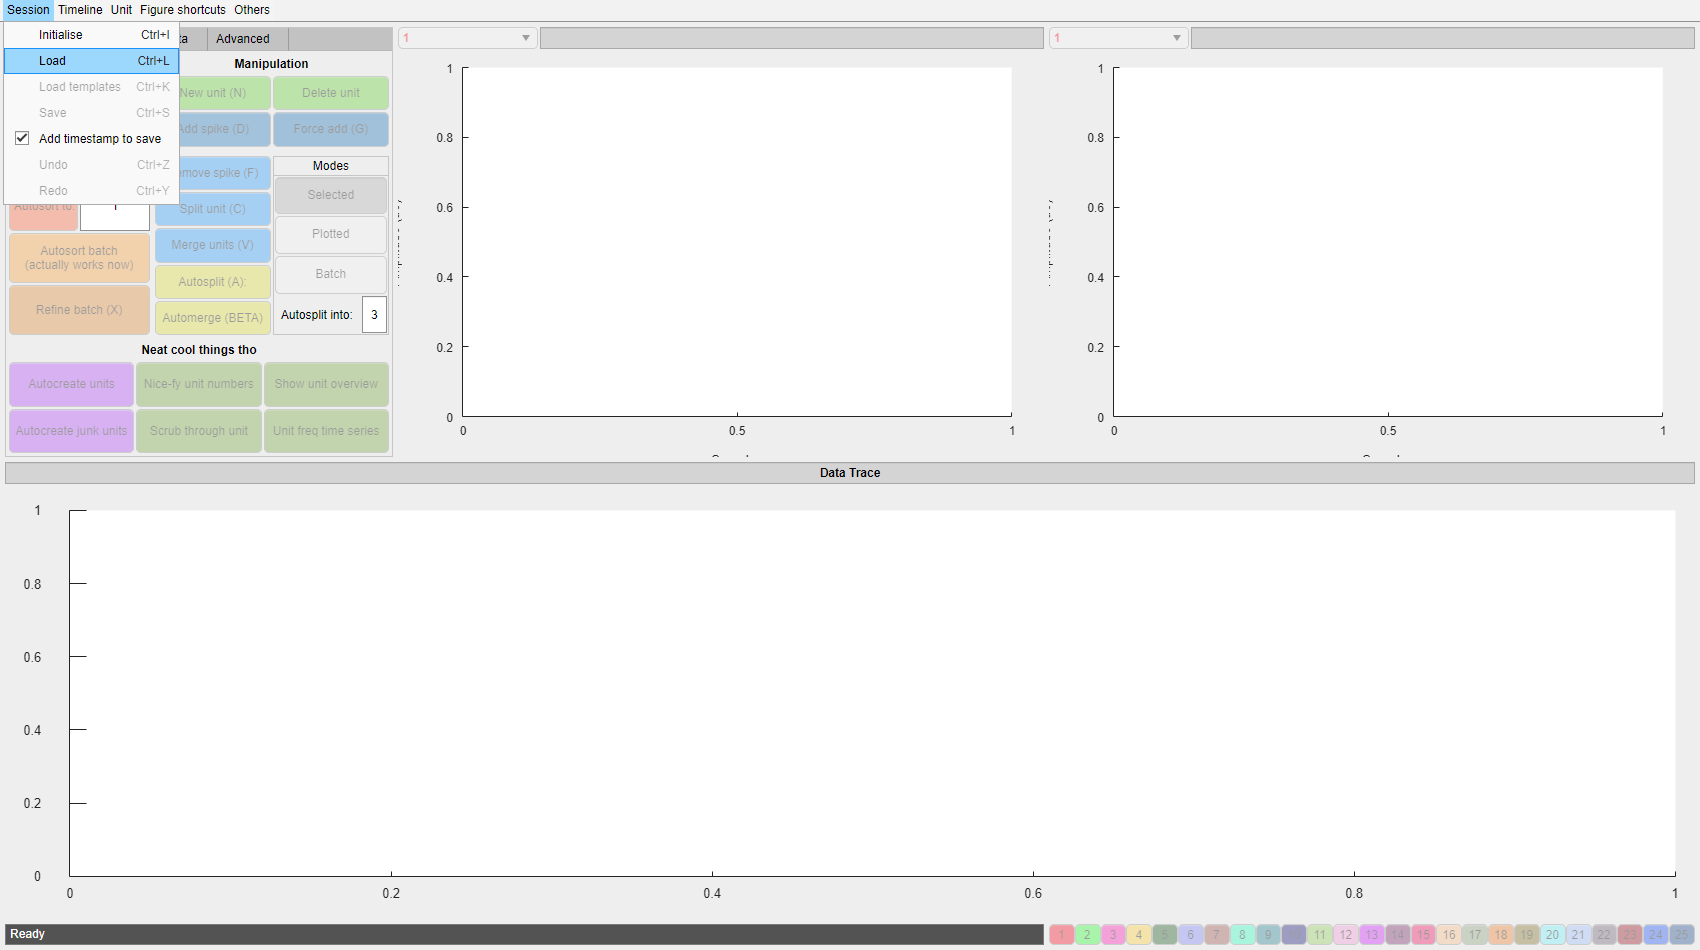 Session Timeline Unit Figure shortcuts Others
Initialise Ctrl+I
Load Ctrl+L
Load templates Ctrl+K
Save Ctrl+S
Add timestamp to save
Undo Ctrl+Z
Redo Ctrl+Y
Advanced
Manipulation
New unit (N) Delete unit
Add spike (D) Force add (G)
Remove spike (F)
Split unit (C)
Merge units (V)
Autosplit (A):
Automerge (BETA)
Modes
Selected
Plotted
Batch
Autosplit into: 3
Autosort to:
Autosort batch
(actually works now)
Refine batch (X)
Neat cool things tho
Autocreate units Nice-fy unit numbers Show unit overview
Autocreate junk units Scrub through unit Unit freq time series
1
1
0.8
0.6
0.4
0.2
0
0 0.5 1
1
1
0.8
0.6
0.4
0.2
0
0 0.5 1
Data Trace
1
0.8
0.6
0.4
0.2
0
0 0.2 0.4 0.6 0.8 1
Ready
1 2 3 4 5 6 7 8 9 10 11 12 13 14 15 16 17 18 19 20 21 22 23 24 25